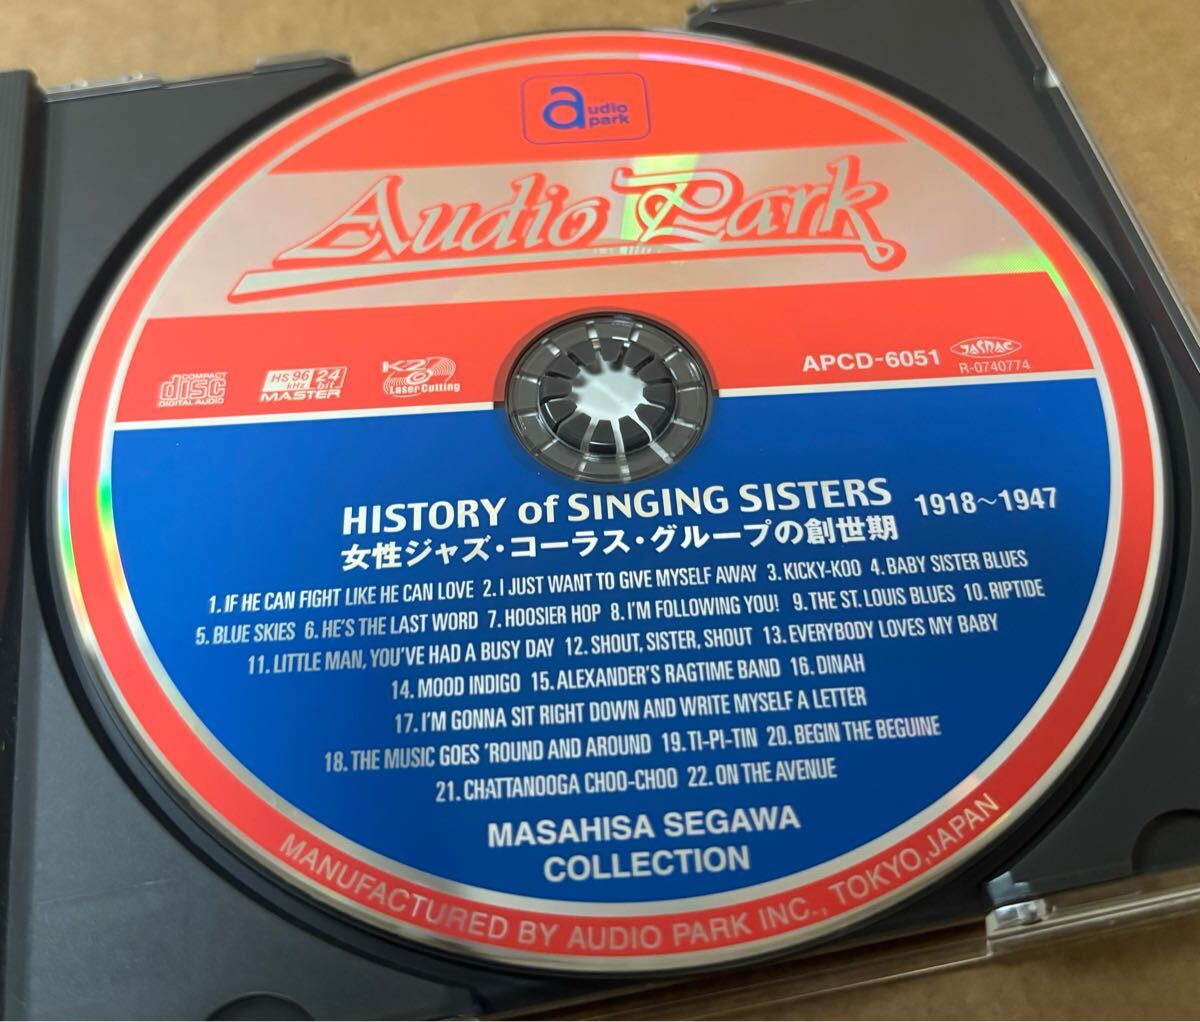 audio park
Audio Park
COMPACT disc DIGITAL AUDIO
HS 96 kHz 24 bit MASTER
K2 Laser Cutting
APCD-6051
JASRAC
R-0740774
HISTORY of SINGING SISTERS 1918～1947
女性ジャズ・コーラス・グループの創世期
1. IF HE CAN FIGHT LIKE HE CAN LOVE 2. I JUST WANT TO GIVE MYSELF AWAY 3. KICKY-KOO 4. BABY SISTER BLUES
5. BLUE SKIES 6. HE'S THE LAST WORD 7. HOOSIER HOP 8. I'M FOLLOWING YOU! 9. THE ST. LOUIS BLUES 10. RIPTIDE
11. LITTLE MAN, YOU'VE HAD A BUSY DAY 12. SHOUT, SISTER, SHOUT 13. EVERYBODY LOVES MY BABY
14. MOOD INDIGO 15. ALEXANDER'S RAGTIME BAND 16. DINAH
17. I'M GONNA SIT RIGHT DOWN AND WRITE MYSELF A LETTER
18. THE MUSIC GOES 'ROUND AND AROUND 19. TI-PI-TIN 20. BEGIN THE BEGUINE
21. CHATTANOOGA CHOO-CHOO 22. ON THE AVENUE
MASAHISA SEGAWA
COLLECTION
MANUFACTURED BY AUDIO PARK INC., TOKYO, JAPAN